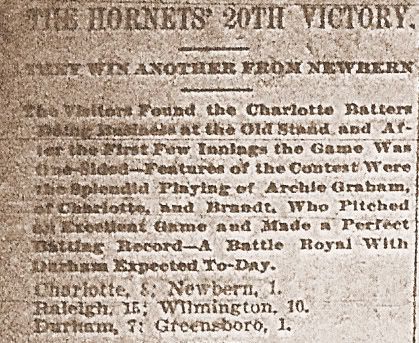 THE HORNETS' 20TH VICTORY
THEY WIN ANOTHER FROM NEWBERN
The Visitors Found the Charlotte Batters
Doing Business at the Old Stand, and Af-
ter the First Few Innings the Game Was
One-Sided—Features of the Contest Were
the Splendid Playing of Archie Graham,
of Charlotte, and Brandt, Who Pitched
an Excellent Game and Made a Perfect
Batting Record—A Battle Royal With
Durham Expected To-Day.
Charlotte, 8; Newbern, 1.
Raleigh, 15; Wilmington, 10.
Durham, 7; Greensboro, 1.